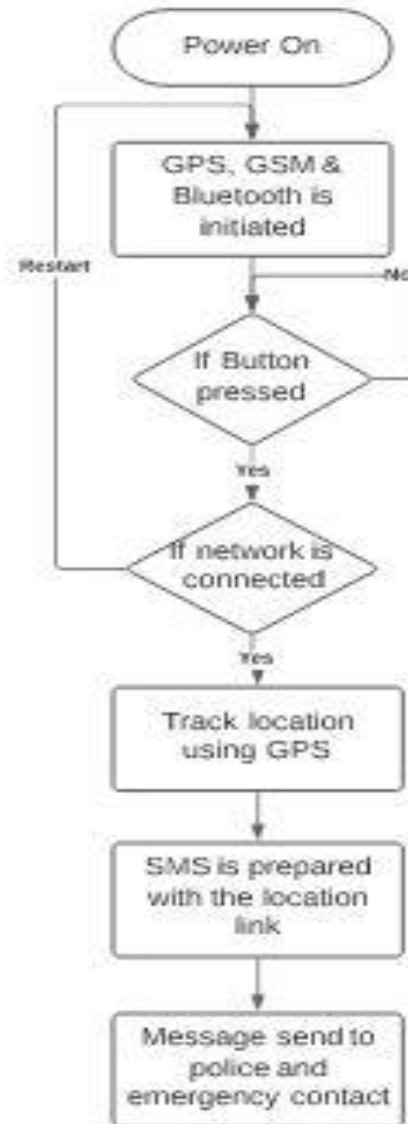 Power On
GPS, GSM &
Bluetooth is
initiated
Restart
No
If Button
pressed
Yes
If network is
connected
Yes
Track location
using GPS
SMS is prepared
with the location
link
Message send to
police and
emergency contact